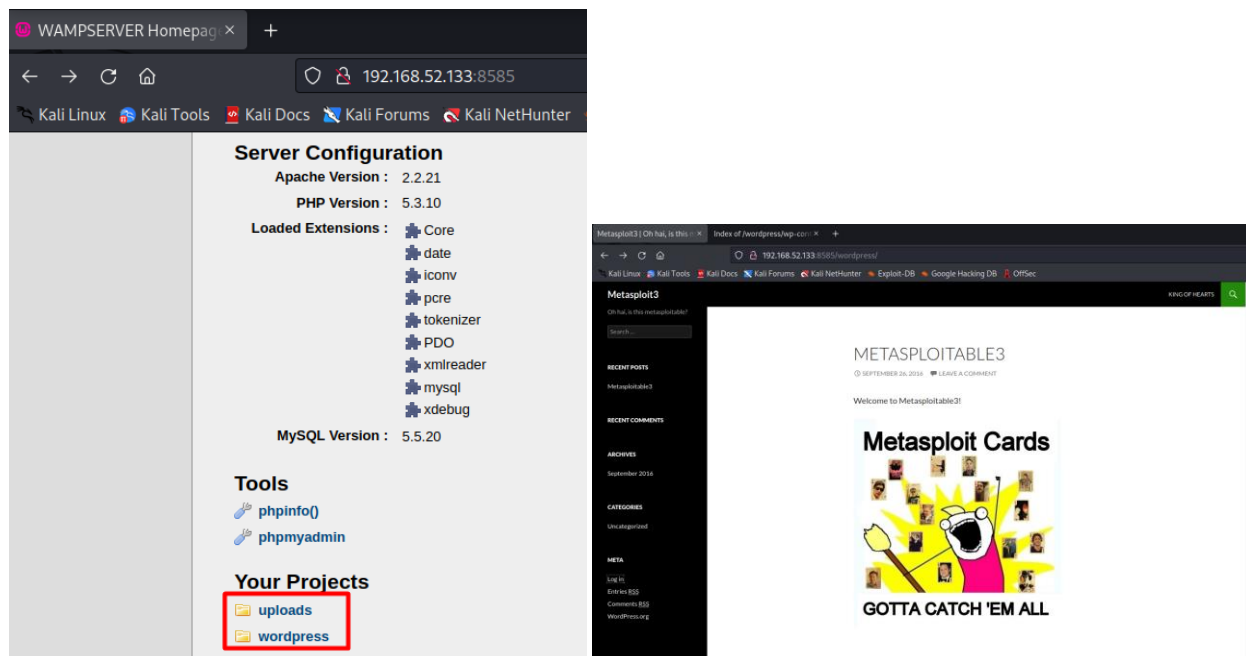 WAMPSERVER Homepag
192.168.52.133:8585
Kali Linux Kali Tools Kali Docs Kali Forums Kali NetHunter
Server Configuration
Apache Version : 2.2.21
PHP Version : 5.3.10
Loaded Extensions : Core
date
iconv
pcre
tokenizer
PDO
xmlreader
mysql
xdebug
MySQL Version : 5.5.20
Tools
phpinfo()
phpmyadmin
Your Projects
uploads
wordpress
Metasploit3 | Oh hai, is this Index of /wordpress/wp-con
192.168.52.133:8585/wordpress/
Kali Linux Kali Tools Kali Docs Kali Forums Kali NetHunter Exploit-DB Google Hacking DB OffSec
Metasploit3
KING OF HEARTS
Oh hai, is this metasploitable?
Search ...
RECENT POSTS
Metasploitable3
RECENT COMMENTS
ARCHIVES
September 2016
CATEGORIES
Uncategorized
META
Log in
Entries RSS
Comments RSS
WordPress.org
METASPLOITABLE3
SEPTEMBER 26, 2016 LEAVE A COMMENT
Welcome to Metasploitable3!
Metasploit Cards
GOTTA CATCH 'EM ALL